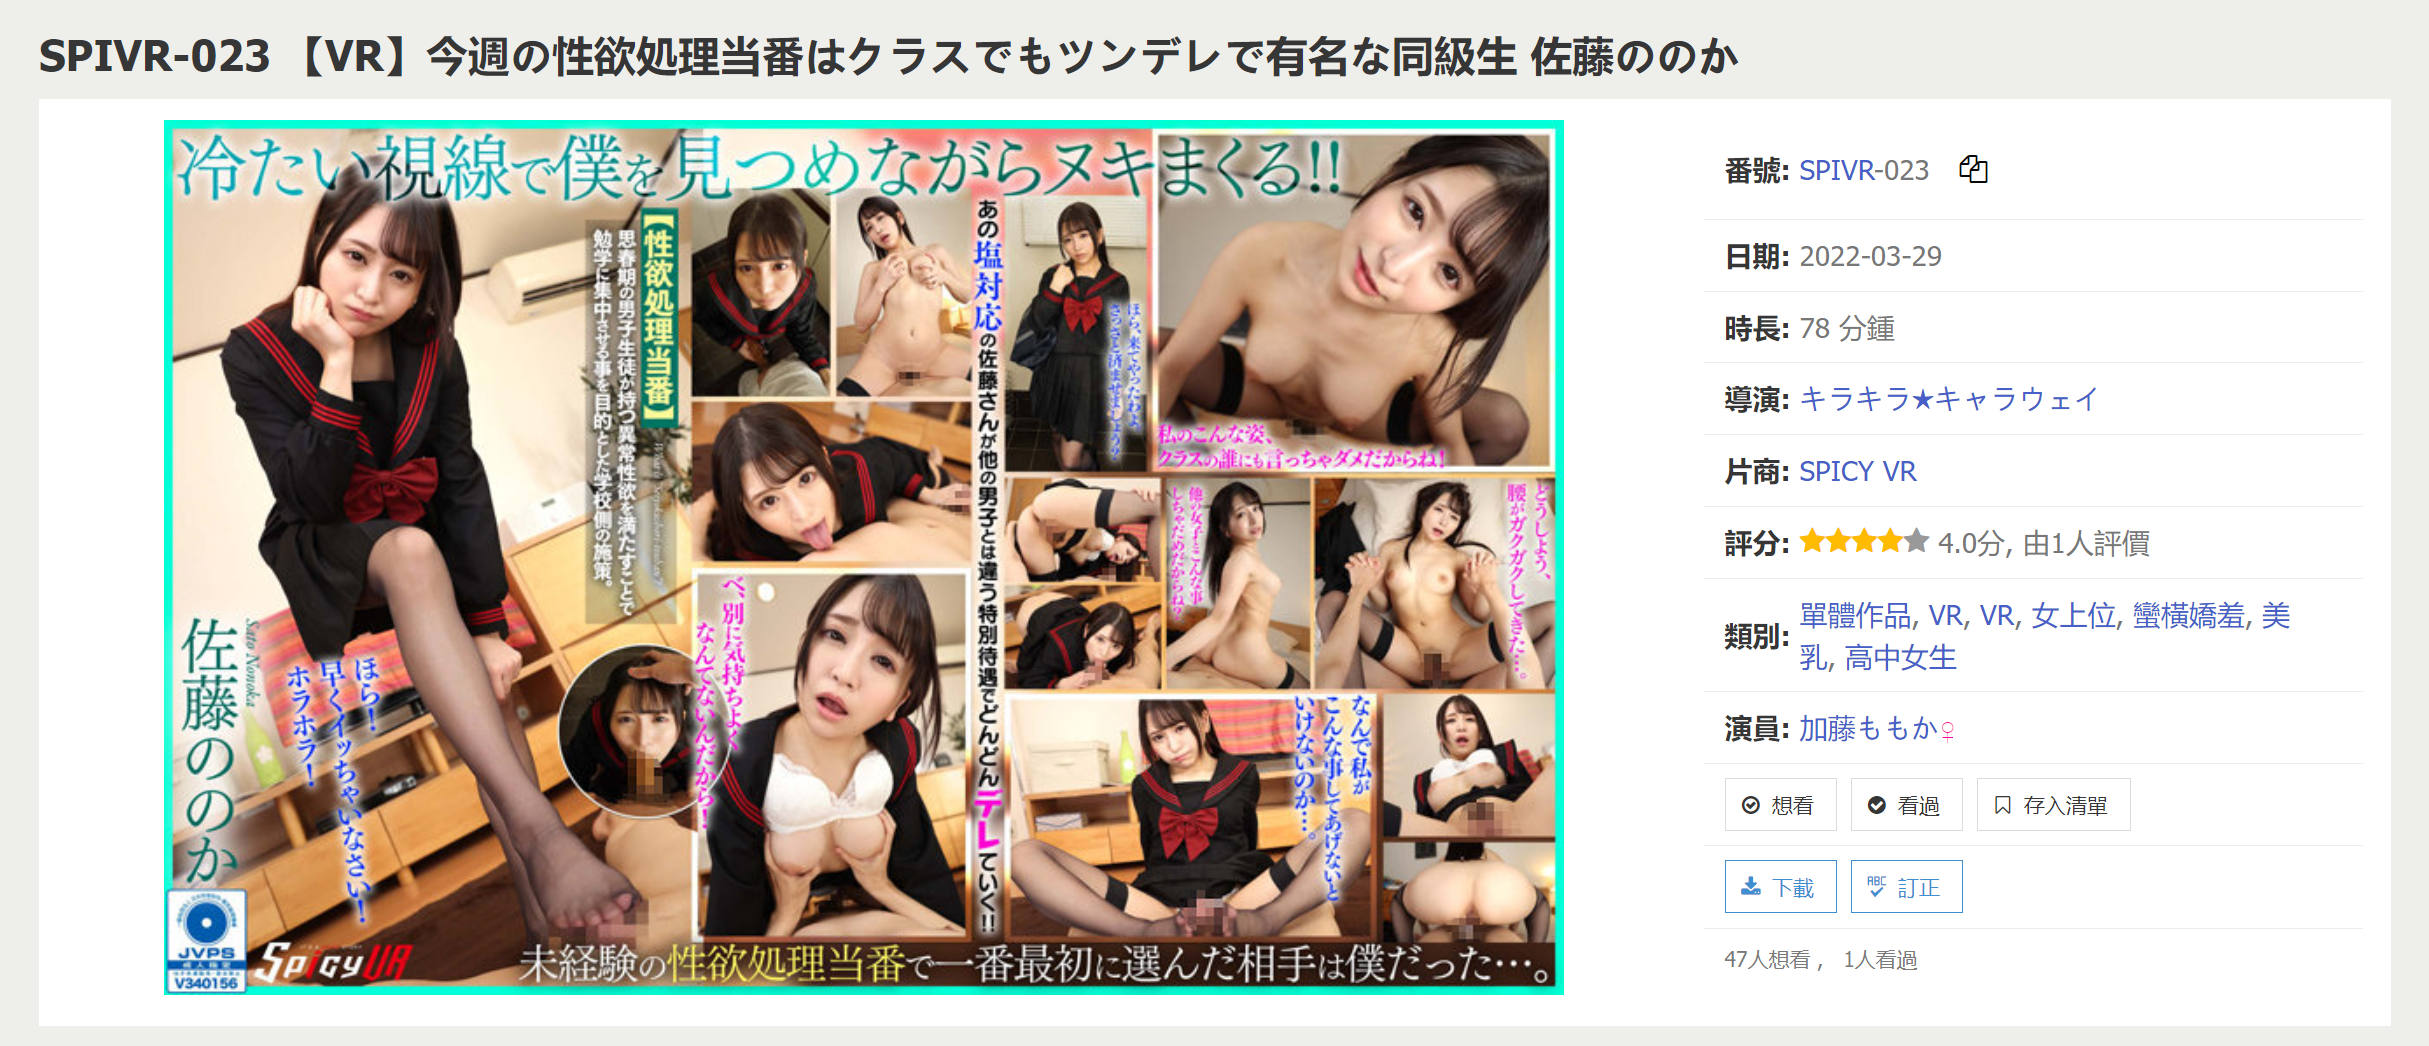 SPIVR-023 【VR】今週の性欲処理当番はクラスでもツンデレで有名な同級生 佐藤ののか
冷たい視線で僕を見つめながらヌキまくる!!
【性欲処理当番】
思春期の男子生徒が持つ異常性欲を満たすことで
勉学に集中させる事を目的とした学校側の施策。
あの塩対応の佐藤さんが他の男子とは違う特別待遇でどんどんデレていく!!
ほら、来てやったわよ、
さっさと済ませましょう?
私のこんな姿、
クラスの誰にも言っちゃダメだからね!
他の女子とこんな事
しちゃだめだからね?
どうしよう、
腰がガクガクしてきた…。
べ、別に気持ちよく
なんてないんだから!
なんで私が
こんな事してあげないと
いけないのか…。
ほら!
早くイッちゃいなさい!
ホラホラ!
佐藤ののか
Sato Nonoka
JVPS
V340156
SpicyVR
未経験の性欲処理当番で一番最初に選んだ相手は僕だった…。
番號: SPIVR-023
日期: 2022-03-29
時長: 78 分鍾
導演: キラキラ★キャラウェイ
片商: SPICY VR
評分: 4.0分, 由1人評價
類別: 單體作品, VR, VR, 女上位, 蠻橫嬌羞, 美
乳, 高中女生
演員: 加藤ももか♀
想看 看過 存入清單
下載 ABC 訂正
47人想看， 1人看過